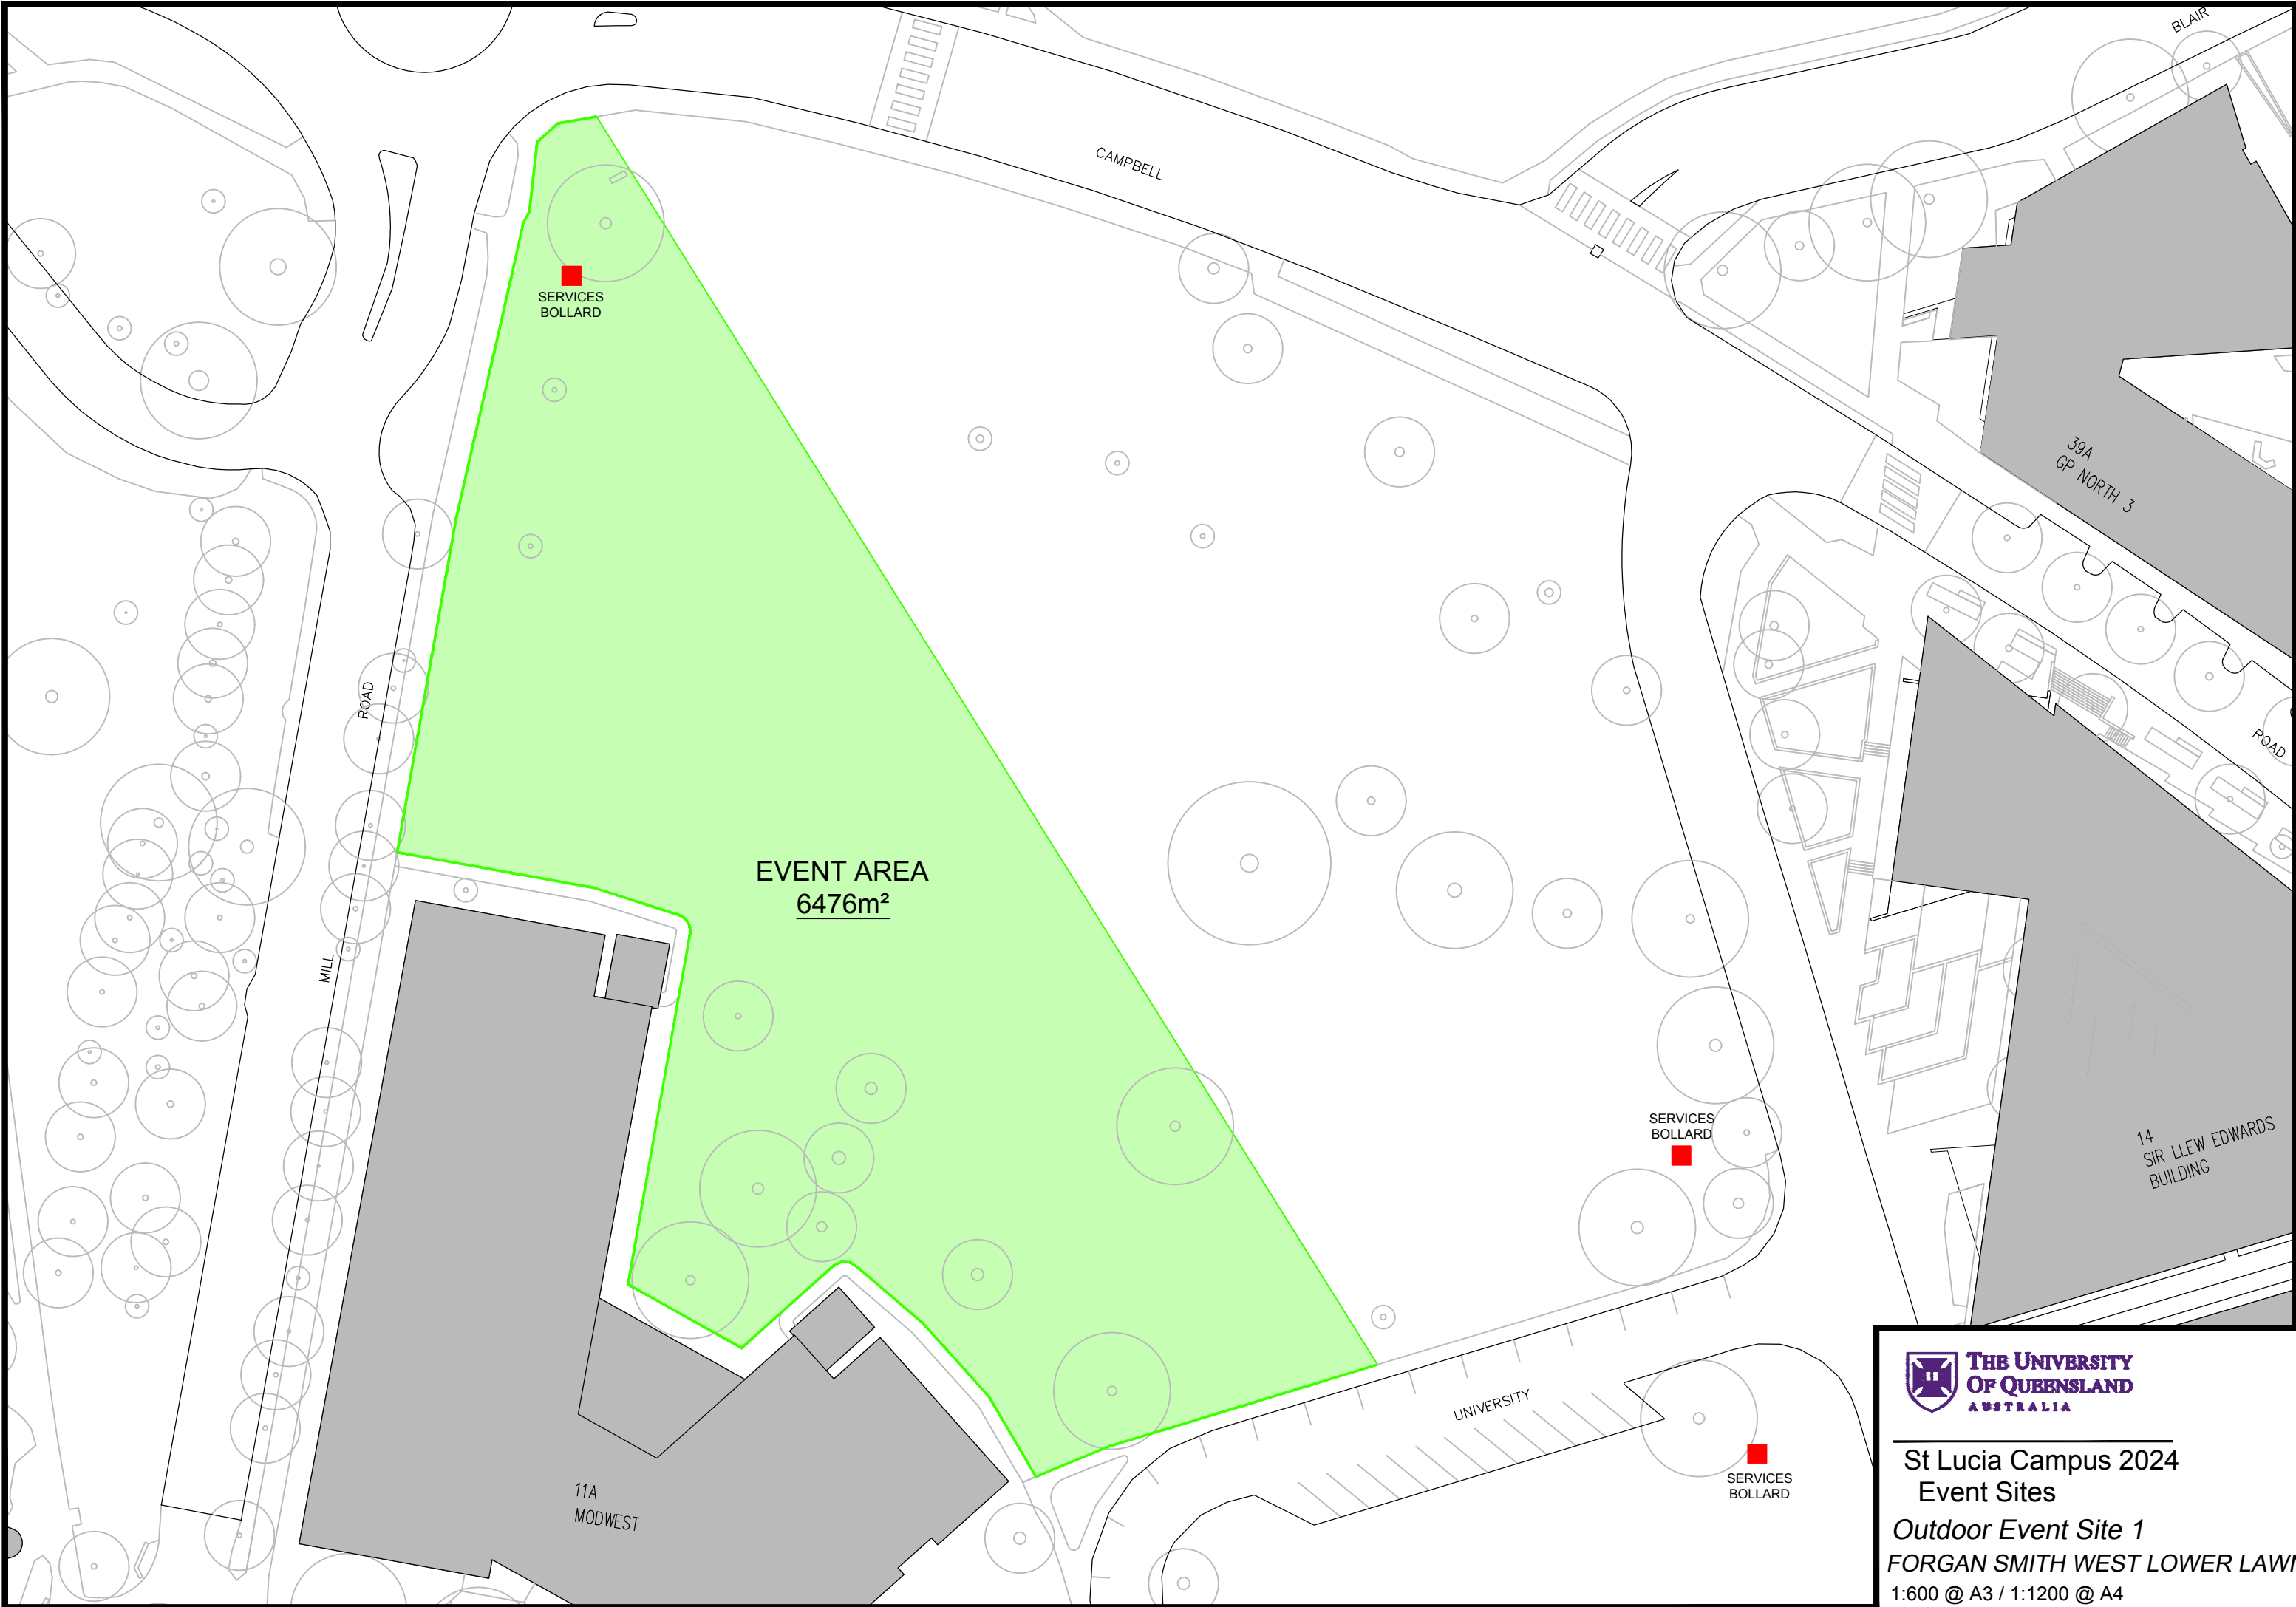 BLAIR
CAMPBELL
SERVICES
BOLLARD
39A
GP NORTH 3
ROAD
ROAD
EVENT AREA
6476m²
MILL
SERVICES
BOLLARD
14
SIR LLEW EDWARDS
BUILDING
UNIVERSITY
SERVICES
BOLLARD
11A
MODWEST
THE UNIVERSITY
OF QUEENSLAND
AUSTRALIA
St Lucia Campus 2024
Event Sites
Outdoor Event Site 1
FORGAN SMITH WEST LOWER LAWN
1:600 @ A3 / 1:1200 @ A4